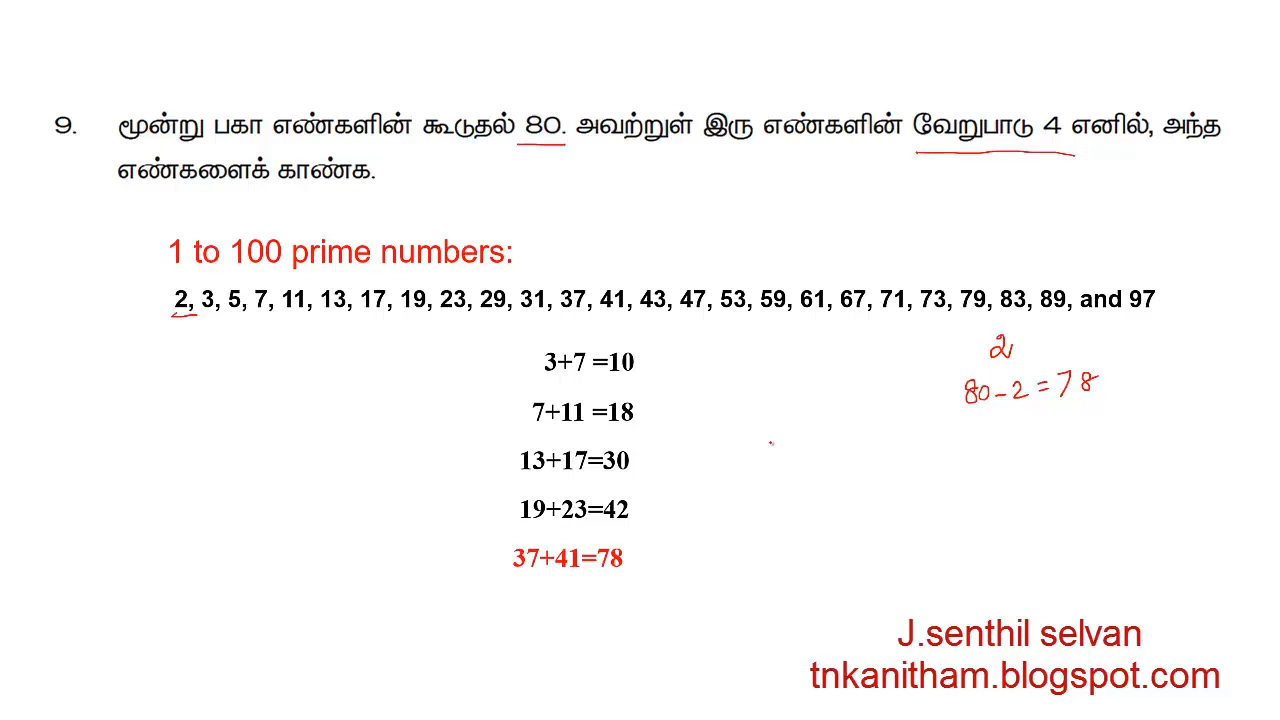 9. மூன்று பகா எண்களின் கூடுதல் 80. அவற்றுள் இரு எண்களின் வேறுபாடு 4 எனில், அந்த
எண்களைக் காண்க.
1 to 100 prime numbers:
2, 3, 5, 7, 11, 13, 17, 19, 23, 29, 31, 37, 41, 43, 47, 53, 59, 61, 67, 71, 73, 79, 83, 89, and 97
2
3+7 =10
80-2=78
7+11 =18
13+17=30
19+23=42
37+41=78
J.senthil selvan
tnkanitham.blogspot.com